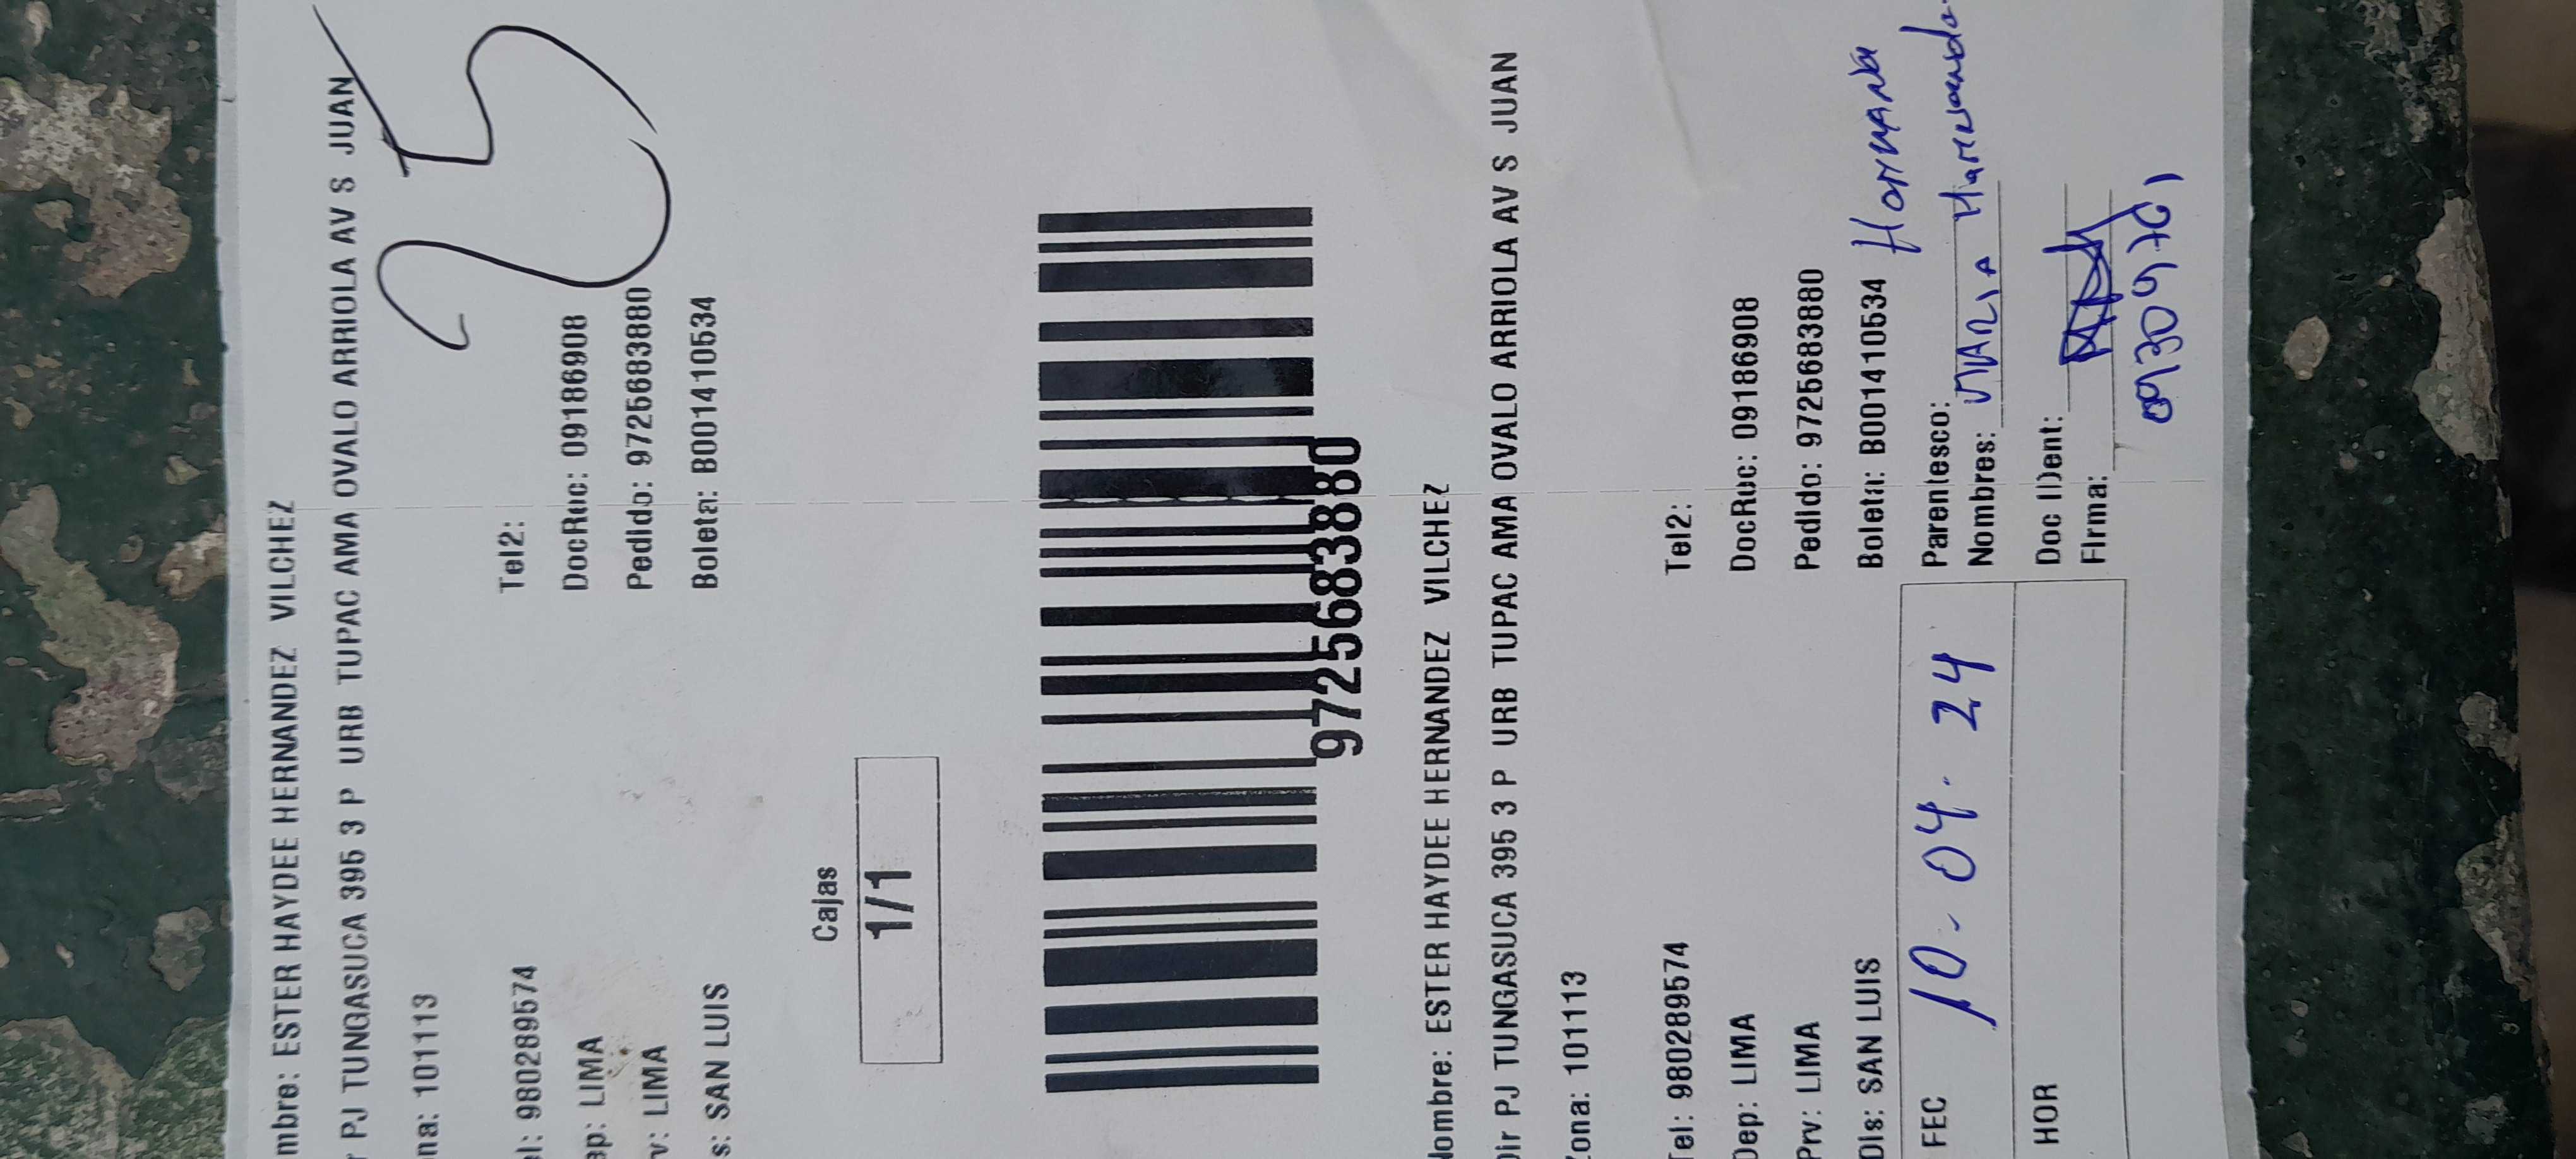 mbre: ESTER HAYDEE HERNANDEZ VILCHEZ
r PJ TUNGASUCA 395 3 P URB TUPAC AMA OVALO ARRIOLA AV S JUAN
25
na: 101113
l: 980289574 Tel2:
ep: LIMA DocRuc: 09186908
v: LIMA Pedido: 9725683880
s: SAN LUIS Boleta: B001410534
Cajas
1/1
9725683880
Nombre: ESTER HAYDEE HERNANDEZ VILCHEZ
Dir PJ TUNGASUCA 395 3 P URB TUPAC AMA OVALO ARRIOLA AV S JUAN
Zona: 101113
Tel: 980289574 Tel2:
Dep: LIMA DocRuc: 09186908
Prv: LIMA Pedido: 9725683880
Dis: SAN LUIS Boleta: B001410534
FEC 10-04-24 Parentesco: Hermana
Nombres: MARIA
HOR Doc IDent:
Firma: